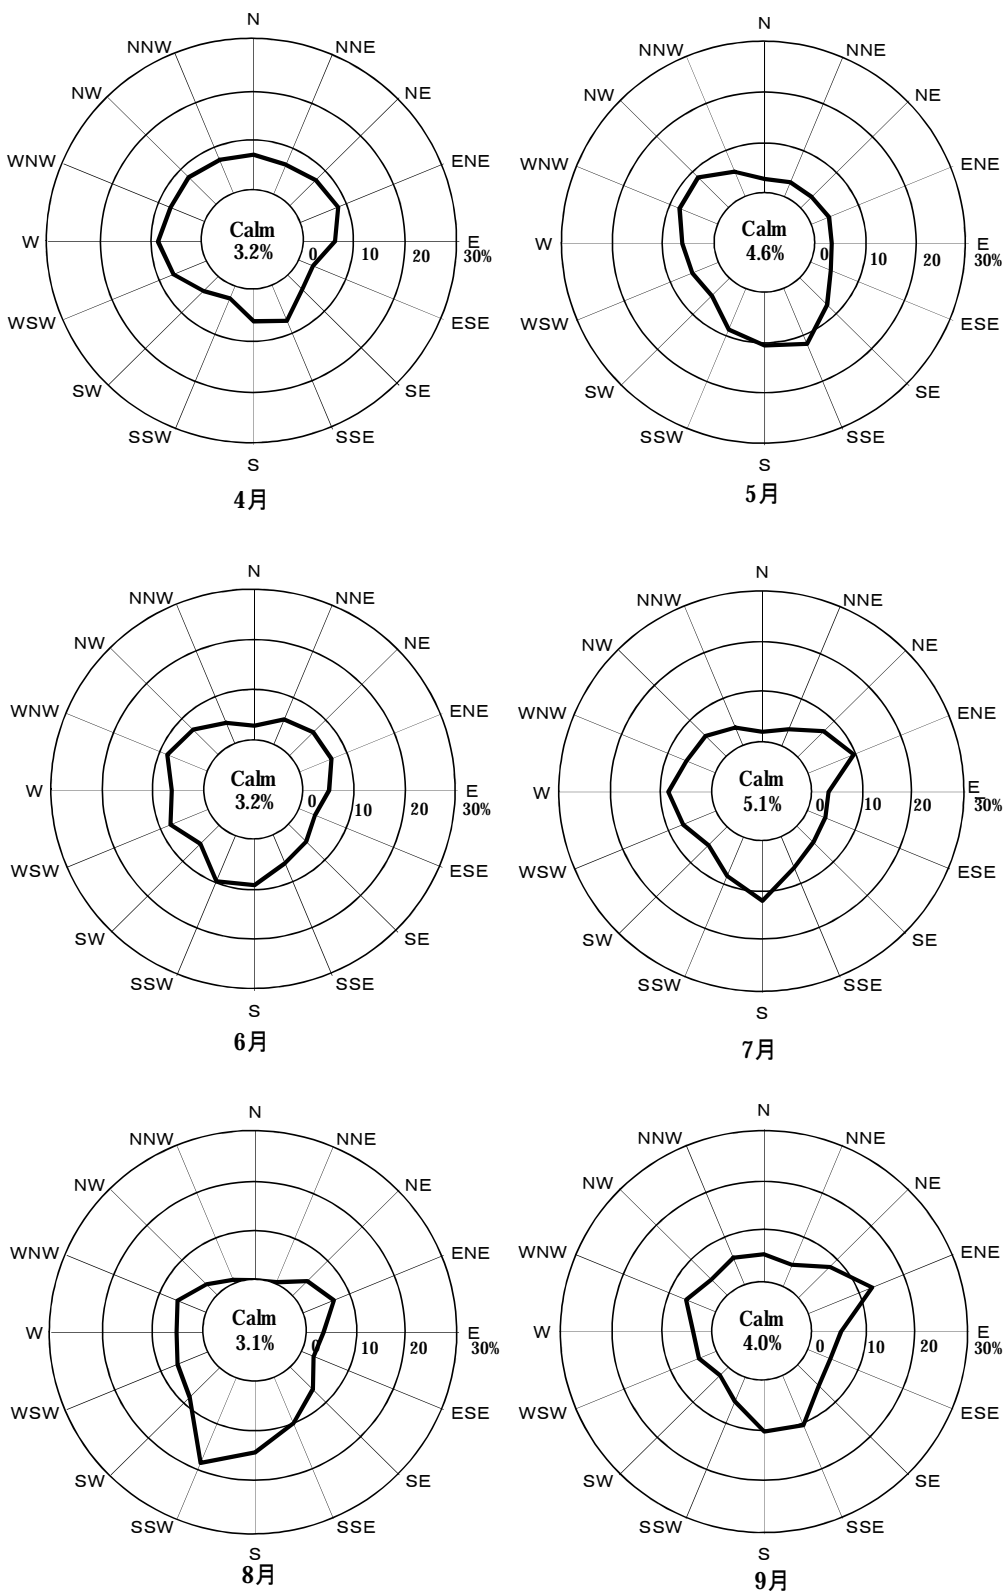 N
NNW NNE
NW NE
WNW ENE
Calm
3.2%
W 0 10 20 E
30%
WSW ESE
SW SE
SSW SSE
S
4月
N
NNW NNE
NW NE
WNW ENE
Calm
4.6%
W 0 10 20 E
30%
WSW ESE
SW SE
SSW SSE
S
5月
N
NNW NNE
NW NE
WNW ENE
Calm
3.2%
W 0 10 20 E
30%
WSW ESE
SW SE
SSW SSE
S
6月
N
NNW NNE
NW NE
WNW ENE
Calm
5.1%
W 0 10 20 E
30%
WSW ESE
SW SE
SSW SSE
S
7月
N
NNW NNE
NW NE
WNW ENE
Calm
3.1%
W 0 10 20 E
30%
WSW ESE
SW SE
SSW SSE
S
8月
N
NNW NNE
NW NE
WNW ENE
Calm
4.0%
W 0 10 20 E
30%
WSW ESE
SW SE
SSW SSE
S
9月